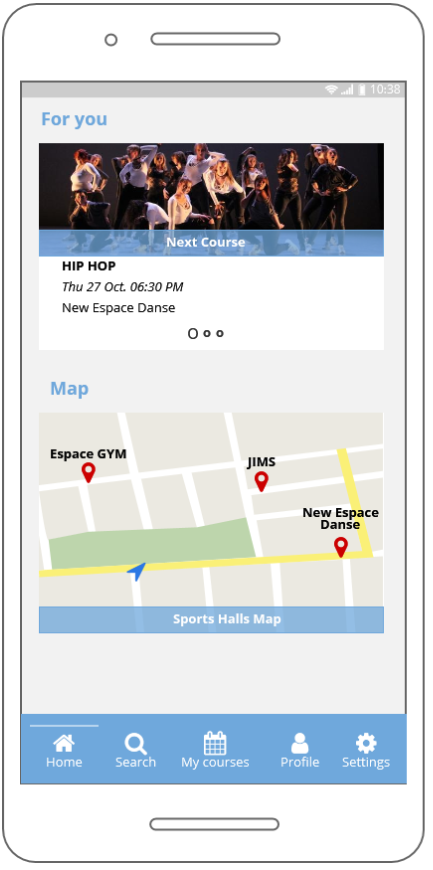 10:38
For you
Next Course
HIP HOP
Thu 27 Oct. 06:30 PM
New Espace Danse
Map
Espace GYM
JIMS
New Espace
Danse
Sports Halls Map
Home
Search
My courses
Profile
Settings